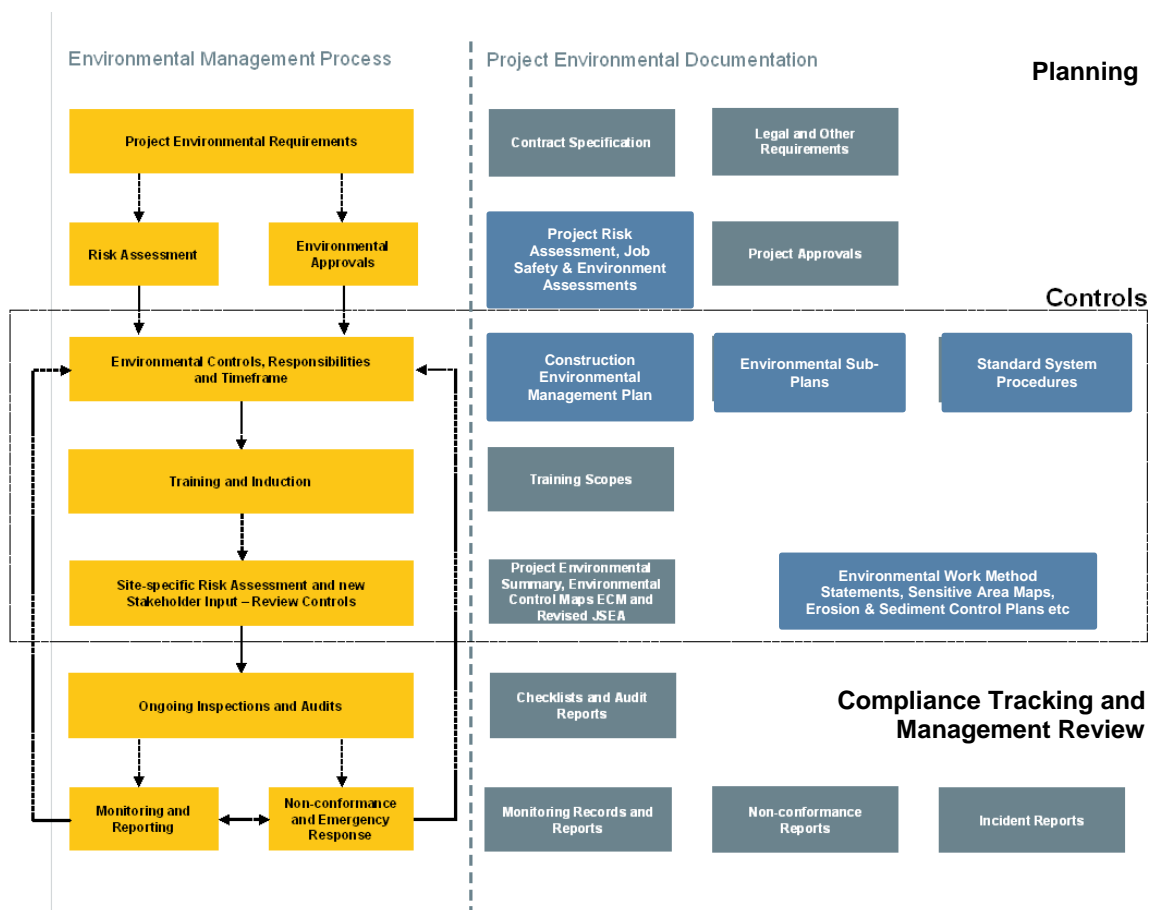 Environmental Management Process
Project Environmental Documentation
Planning
Project Environmental Requirements
Contract Specification
Legal and Other
Requirements
Risk Assessment
Environmental
Approvals
Project Risk
Assessment, Job
Safety & Environment
Assessments
Project Approvals
Controls
Environmental Controls, Responsibilities
and Timeframe
Construction
Environmental
Management Plan
Environmental Sub-
Plans
Standard System
Procedures
Training and Induction
Training Scopes
Site-specific Risk Assessment and new
Stakeholder Input – Review Controls
Project Environmental
Summary, Environmental
Control Maps ECM and
Revised JSEA
Environmental Work Method
Statements, Sensitive Area Maps,
Erosion & Sediment Control Plans etc
Ongoing Inspections and Audits
Checklists and Audit
Reports
Compliance Tracking and
Management Review
Monitoring and
Reporting
Non-conformance
and Emergency
Response
Monitoring Records and
Reports
Non-conformance
Reports
Incident Reports